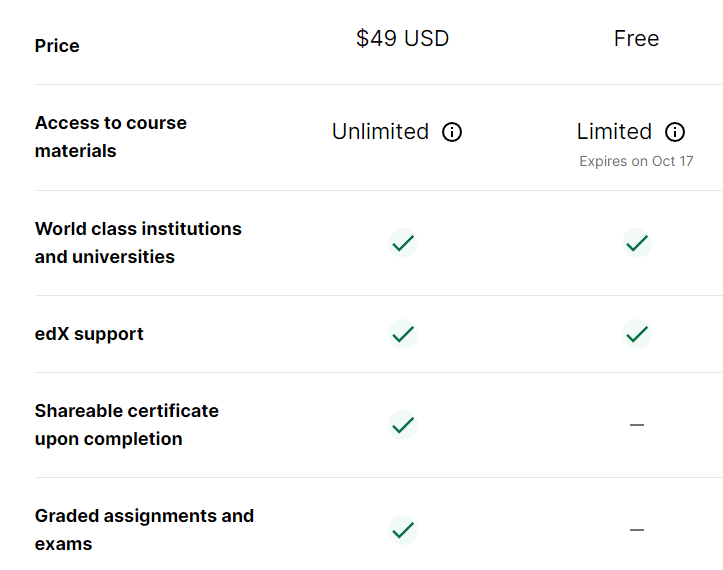 Price
$49 USD
Free
Access to course
materials
Unlimited
Limited
Expires on Oct 17
World class institutions
and universities
edX support
Shareable certificate
upon completion
Graded assignments and
exams